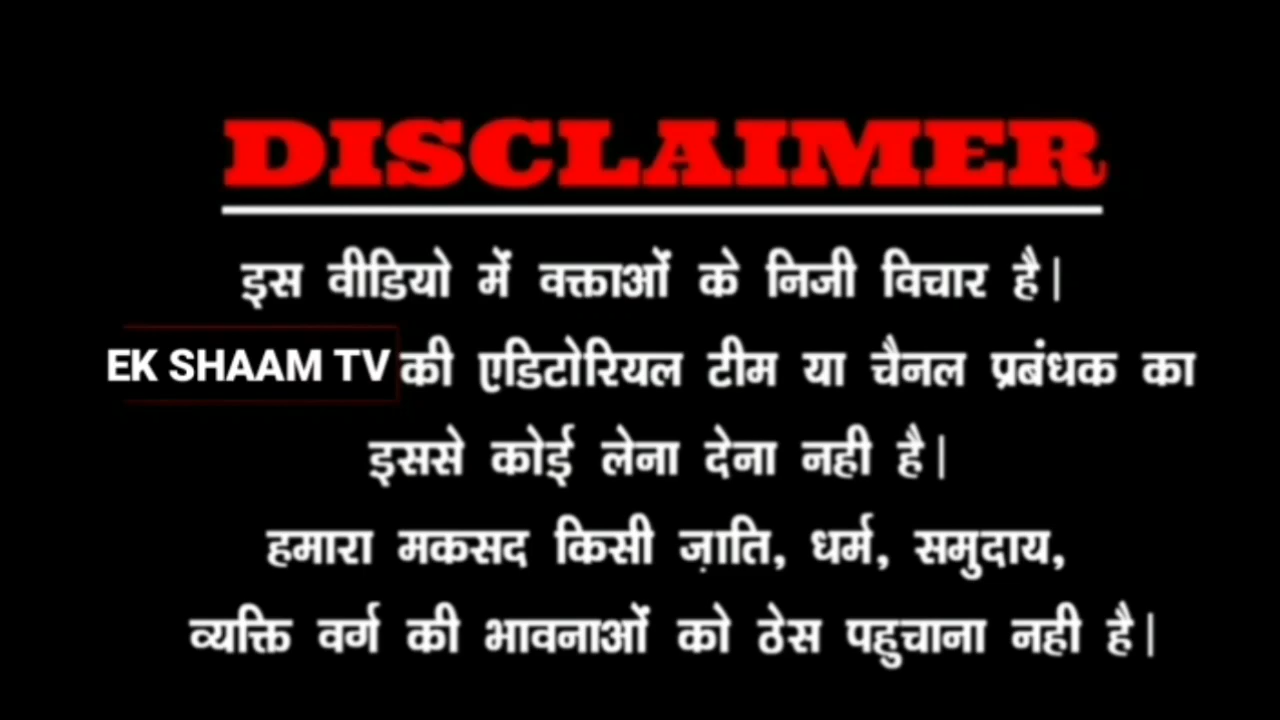 DISCLAIMER
इस वीडियो में वक्ताओं के निजी विचार है|
EK SHAAM TV की एडिटोरियल टीम या चैनल प्रबंधक का
इससे कोई लेना देना नही है|
हमारा मकसद किसी ज़ाति, धर्म, समुदाय,
व्यक्ति वर्ग की भावनाओं को ठेस पहुचाना नही है|